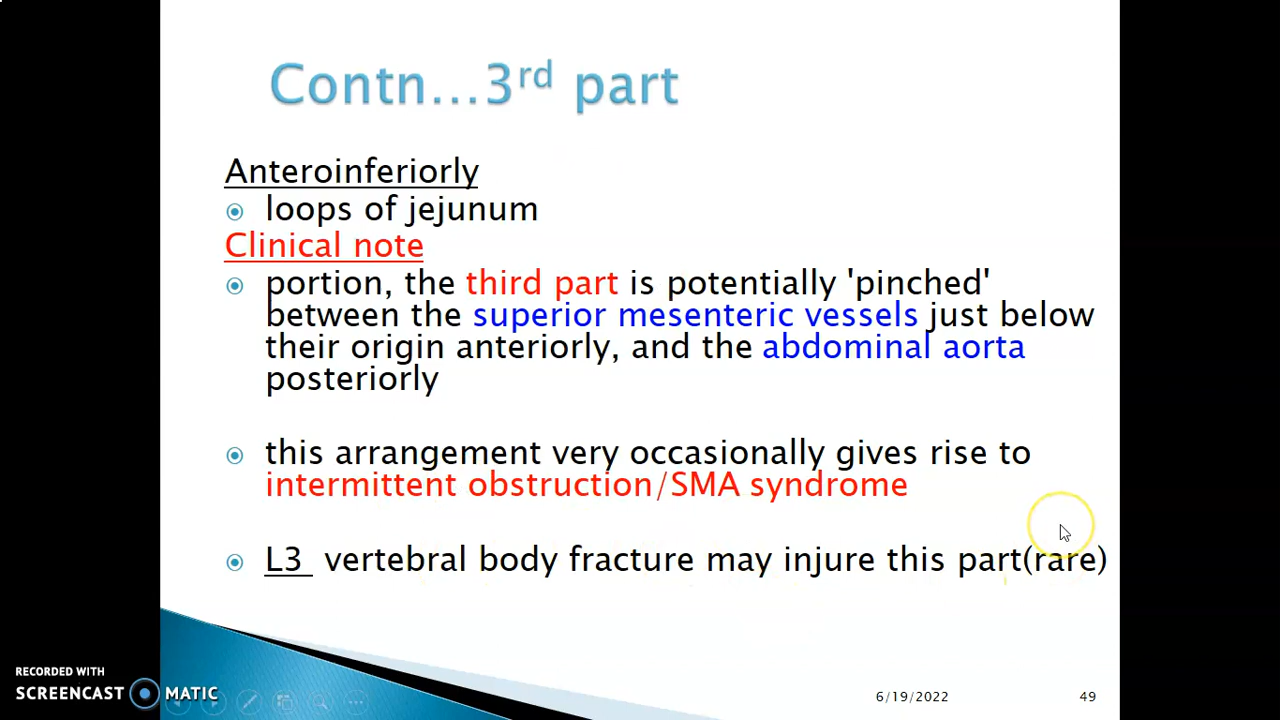 Contn...3rd part
Anteroinferiorly
loops of jejunum
Clinical note
portion, the third part is potentially 'pinched'
between the superior mesenteric vessels just below
their origin anteriorly, and the abdominal aorta
posteriorly
this arrangement very occasionally gives rise to
intermittent obstruction/SMA syndrome
L3 vertebral body fracture may injure this part(rare)
RECORDED WITH
SCREENCAST MATIC
6/19/2022
49